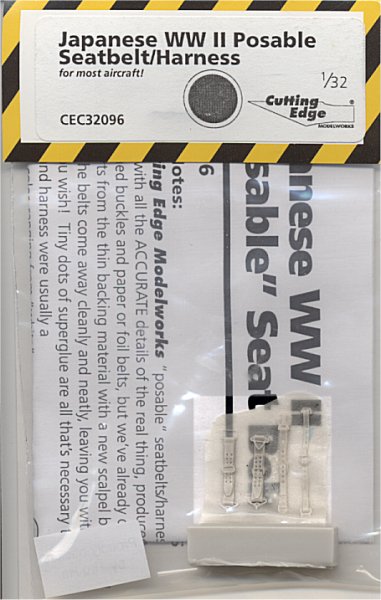 Japanese WW II Posable
Seatbelt/Harness
for most aircraft!
1/32
CEC32096
Cutting
Edge
®
MODELWORKS
6
nese WW
sable” Seat
otes:
ing Edge Modelworks “posable” seatbelts/harness
with all the ACCURATE details of the real thing, produce
ed buckles and paper or foil belts, but we’ve already
ts from the thin backing material with a new scalpel b
he belts come away cleanly and neatly, leaving you wit
u wish! Tiny dots of superglue are all that’s necessary t
nd harness were usually a